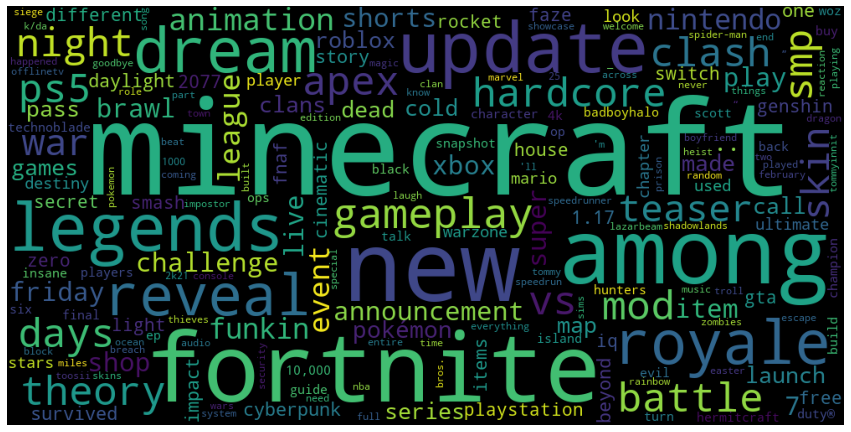 different
animation
shorts
rocket
faze
look
nintendo
one
woz
siege
song
k/da
showcase
spider-man
welcome
end
night
dream
update
roblox
story
clash
buy
smp
happened
goodbye
offlinetv
role
magic
clan
marvel
25
across
never
things
reaction
playing
ps5
daylight
2077
player
apex
switch
play
pass
brawl
clans
league
dead
cold
hardcore
badboyhalo
scott
genshin
technoblade
part
town
edition
know
character
4k
op
dragon
war
beat
1000
coming
fnaf
snapshot
house
'm
boyfriend
heist
two
back
played
february
tommyinnit
skin
games
minecraft
destiny
pokemon
built
black
'll
mario
xbox
chapter
prison
made
used
random
..
secret
smash
impostor
ops
live
cinematic
laugh
gameplay
super
speedrunner
1.17
teaser
call
lazarbeam
shadowlands
ultimate
legends
zero
insane
challenge
event
special
talk
warzone
new
vs
among
hunters
iq
music
troll
sims
gta
champion
players
2k21
console
announcement
tommy
speedrun
mod
item
zombies
escape
friday
six
reveal
final
light
thieves
funkin
pokémon
everything
map
island
build
days
ep
shop
block
ocean
breach
audio
fortnite
entire
time
items
royale
stars
miles
skins
toosii
impact
security
10,000
guide
need
nba
bros.
beyond
evil
rainbow
easter
launch
theory
survived
wars
system
cyberpunk
full
series
playstation
turn
battle
hermitcraft
7
free
duty®